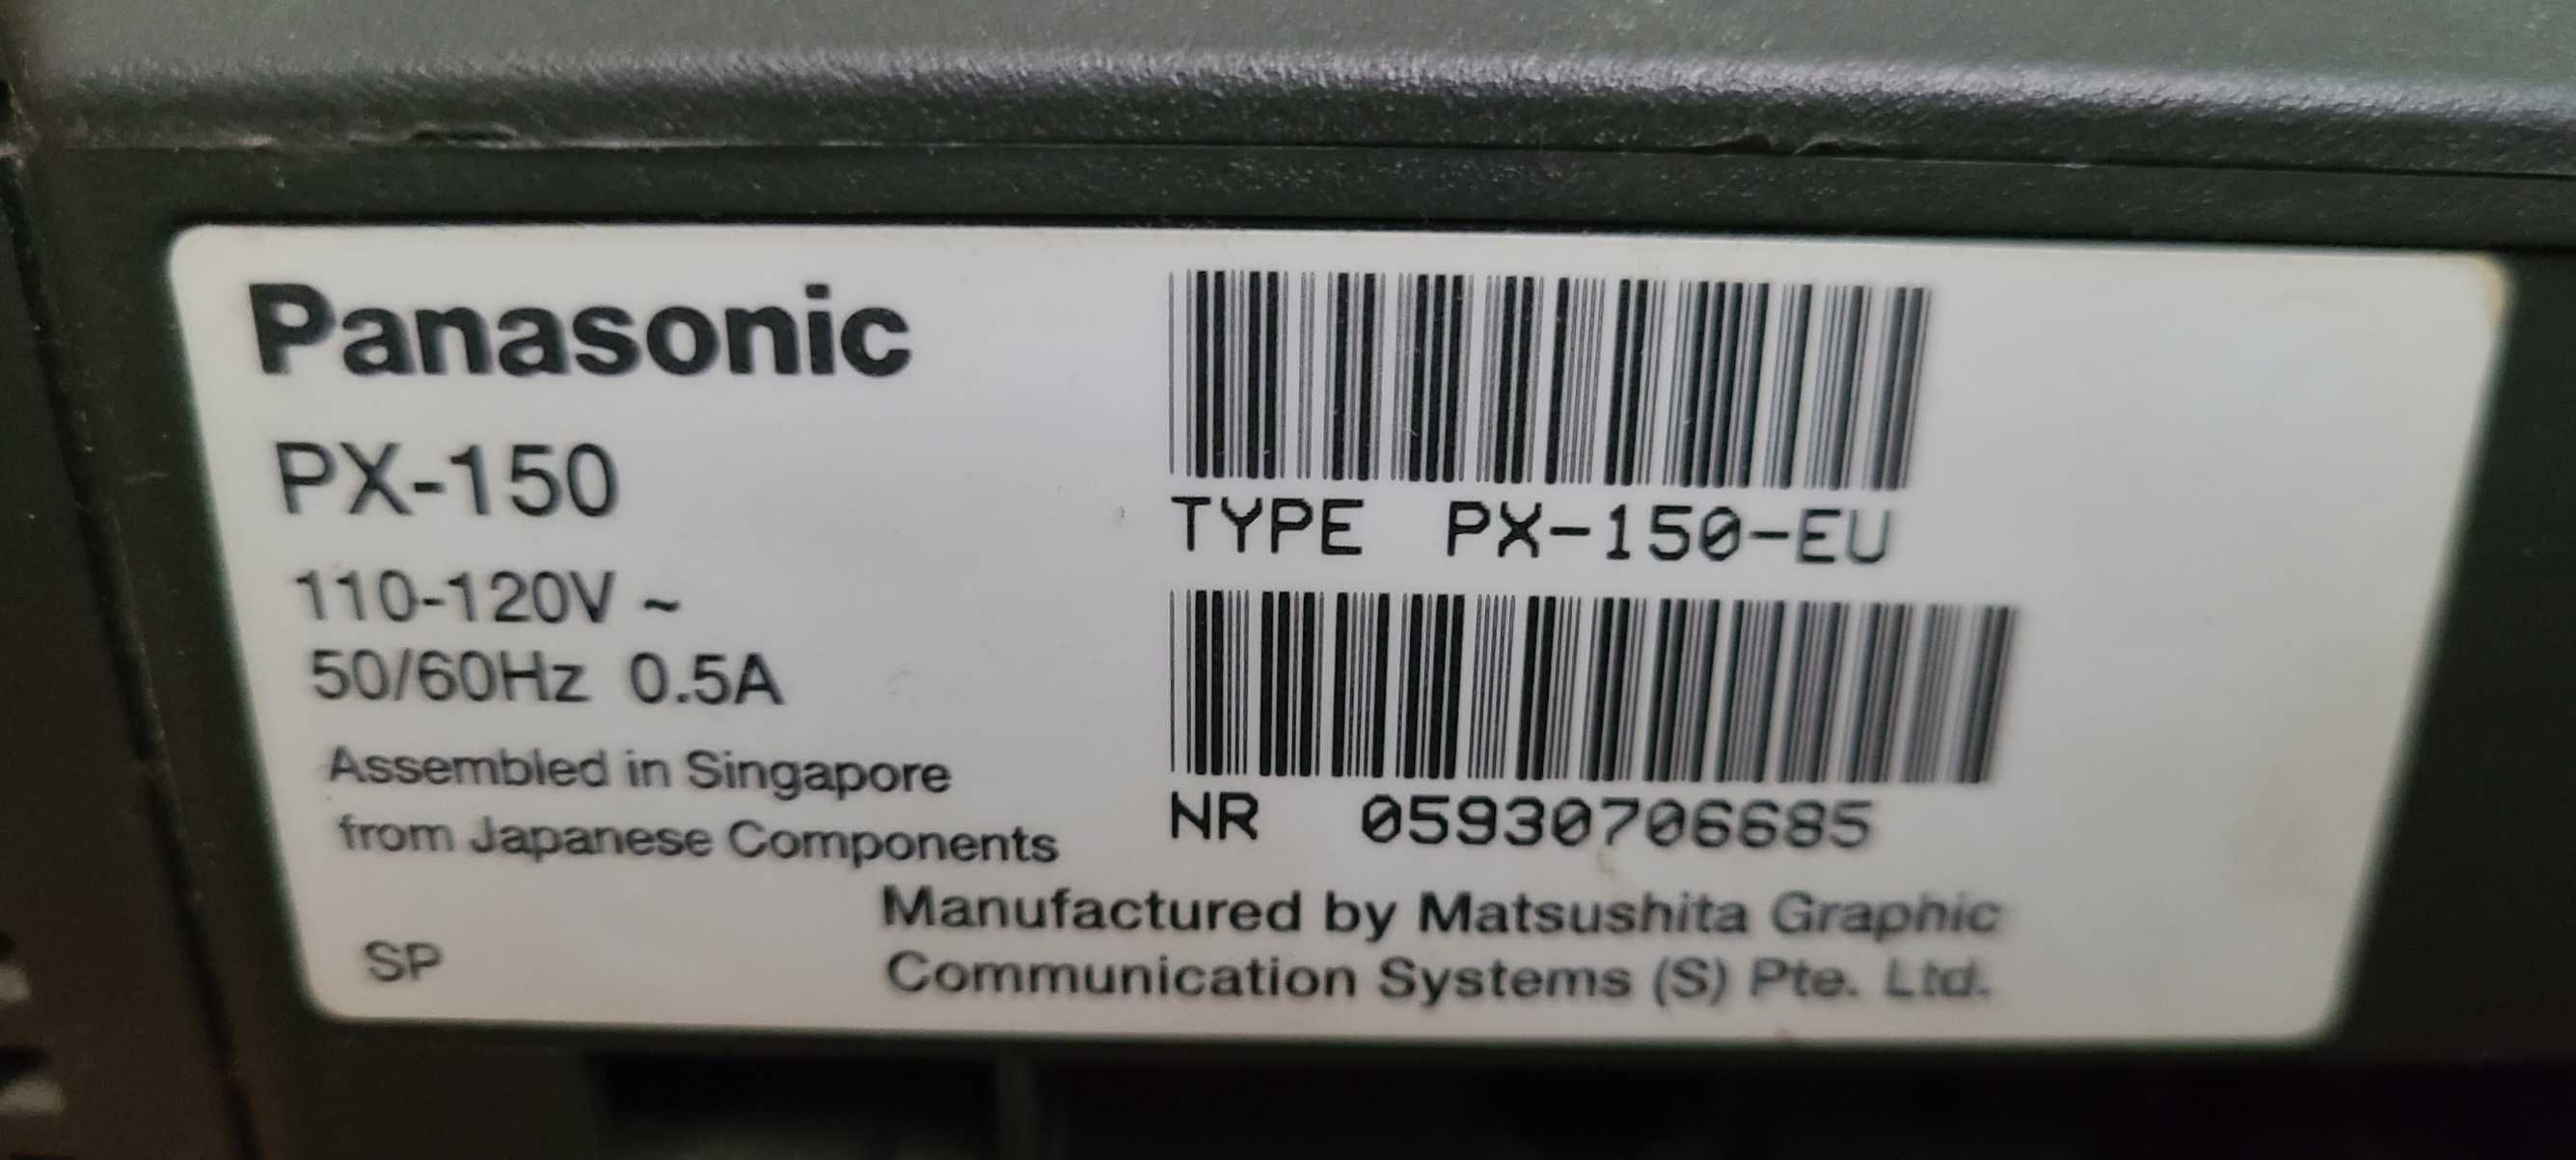 Panasonic
PX-150
110-120V ~
50/60Hz 0.5A
Assembled in Singapore
from Japanese Components
SP
TYPE PX-150-EU
NR 05930706685
Manufactured by Matsushita Graphic
Communication Systems (S) Pte. Ltd.